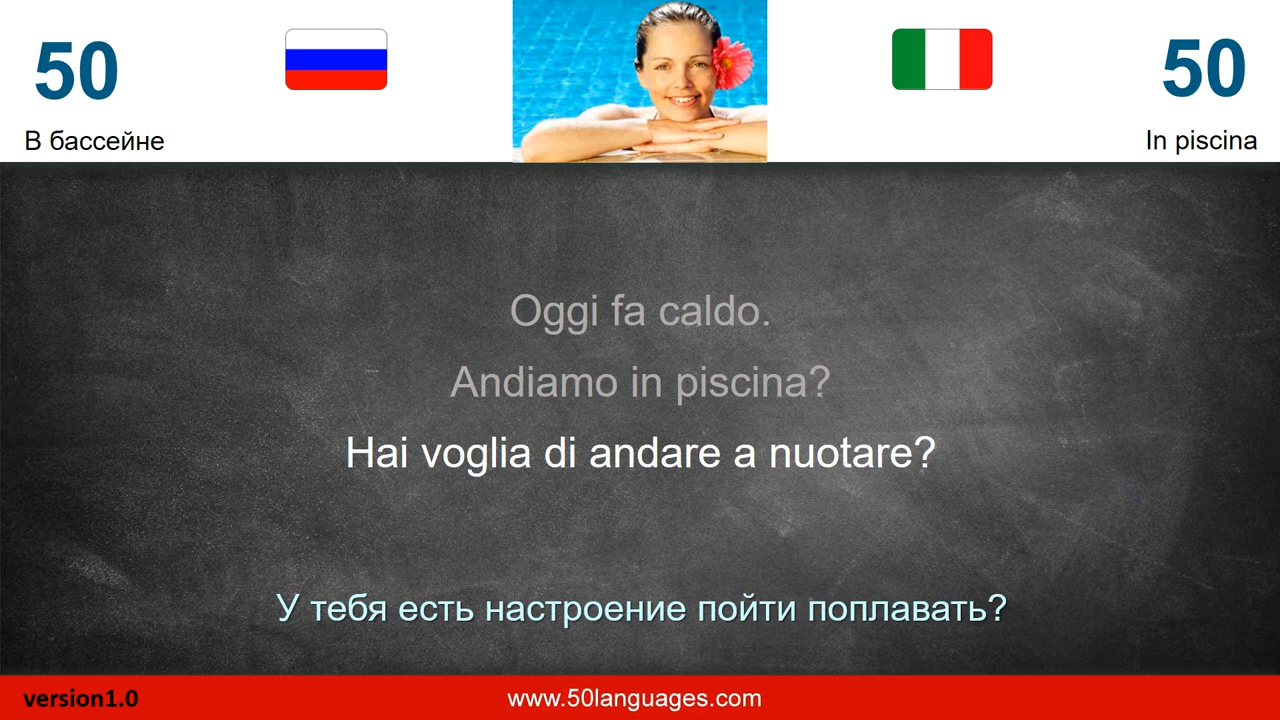 50
50
В бассейне
In piscina
Oggi fa caldo.
Andiamo in piscina?
Hai voglia di andare a nuotare?
У тебя есть настроение пойти поплавать?
version1.0
www.50languages.com